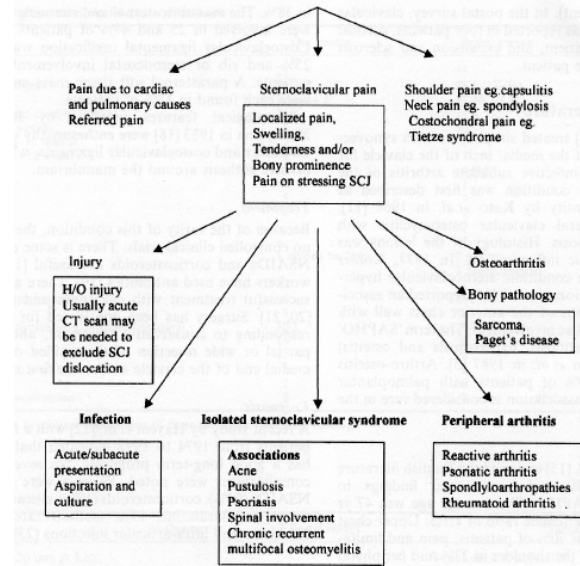 Pain due to cardiac
and pulmonary causes
Referred pain
Sternoclavicular pain
Localized pain,
Swelling,
Tenderness and/or
Bony prominence
Pain on stressing SCJ
Shoulder pain eg.capsulitis
Neck pain eg. spondylosis
Costochondral pain eg.
Tietze syndrome
Injury
H/O injury
Usually acute
CT scan may
be needed to
exclude SCJ
dislocation
Osteoarthritis
Bony pathology
Sarcoma,
Paget's disease
Infection
Acute/subacute
presentation
Aspiration and
culture
Isolated sternoclavicular syndrome
Associations
Acne
Pustulosis
Psoriasis
Spinal involvement
Chronic recurrent
multifocal osteomyelitis
Peripheral arthritis
Reactive arthritis
Psoriatic arthritis
Spondlyloarthropathies
Rheumatoid arthritis